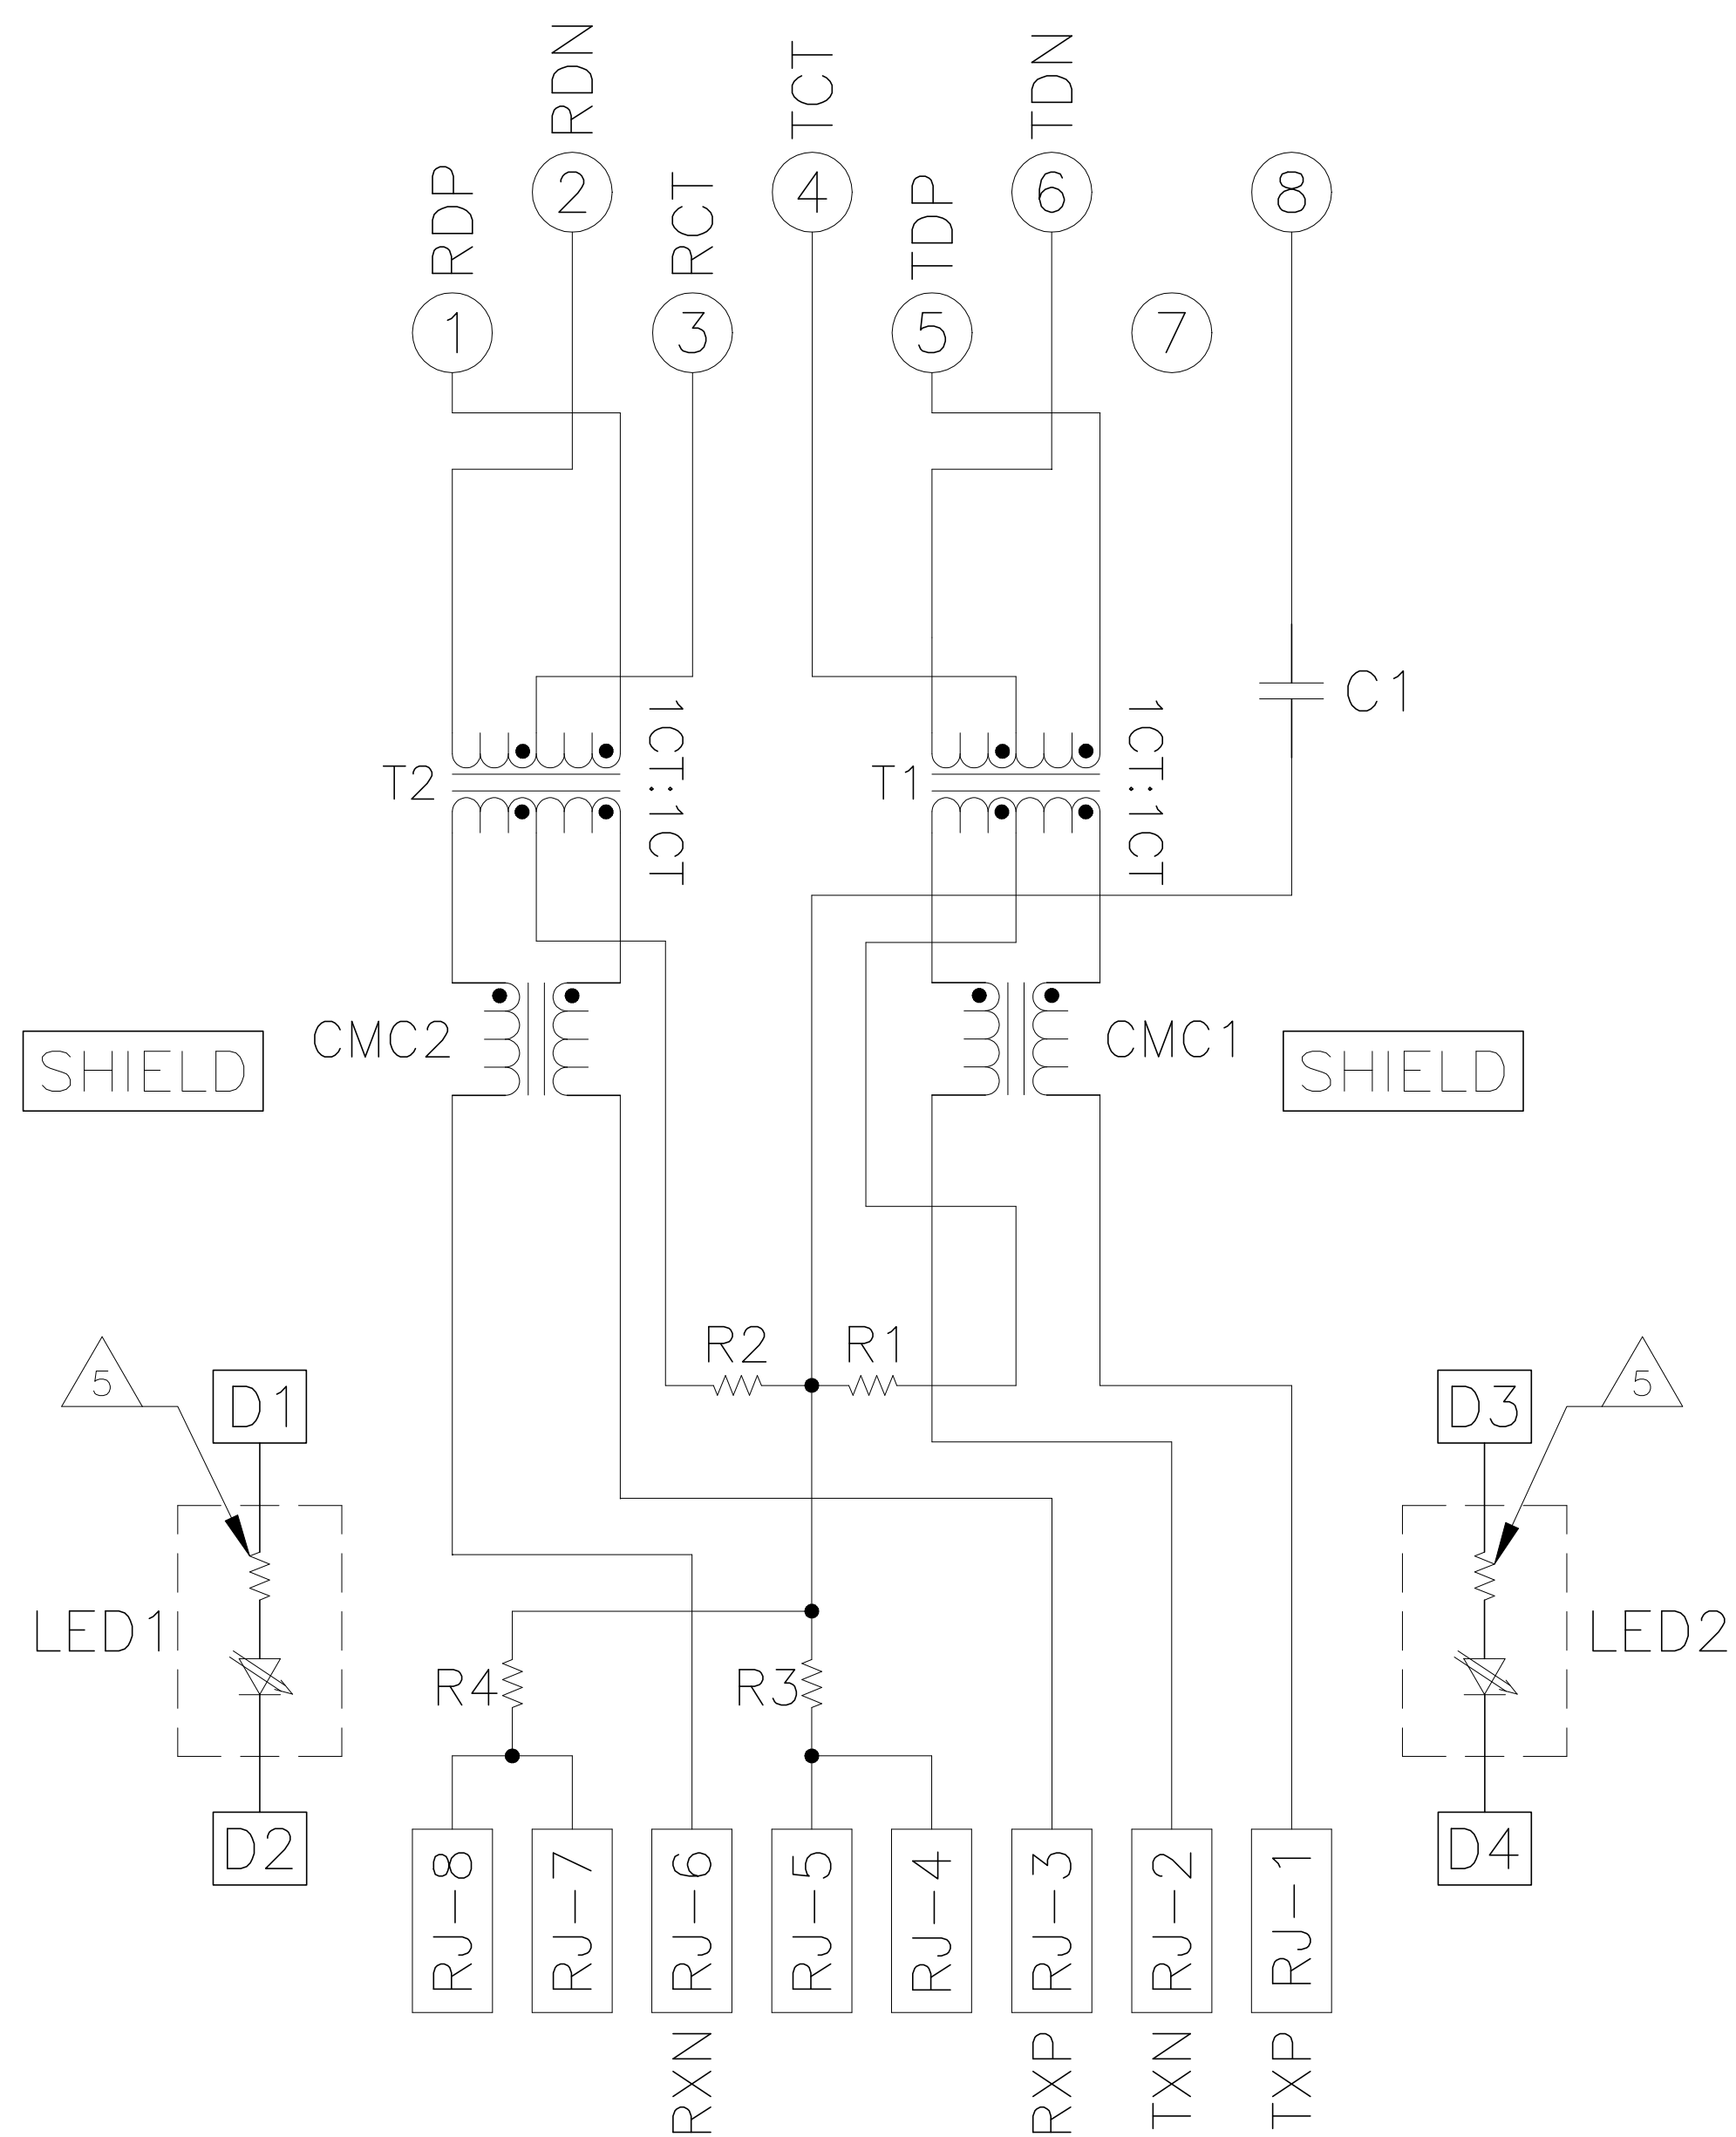 RDN
TCT
TDN
RDP
2
RCT
4
TDP
6
8
1
3
5
7
C1
1CT:1CT
1CT:1CT
T2
T1
CMC2
CMC1
SHIELD
SHIELD
R2
R1
5
D1
D3
5
LED1
LED2
R4
R3
D2
D4
RJ-8
RJ-7
RJ-6
RJ-5
RJ-4
RJ-3
RJ-2
RJ-1
RXN
RXP
TXN
TXP